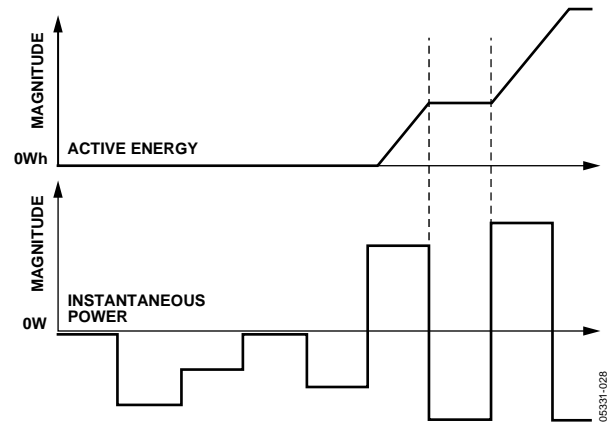 MAGNITUDE
ACTIVE ENERGY
0Wh
MAGNITUDE
INSTANTANEOUS
POWER
0W
05331-028